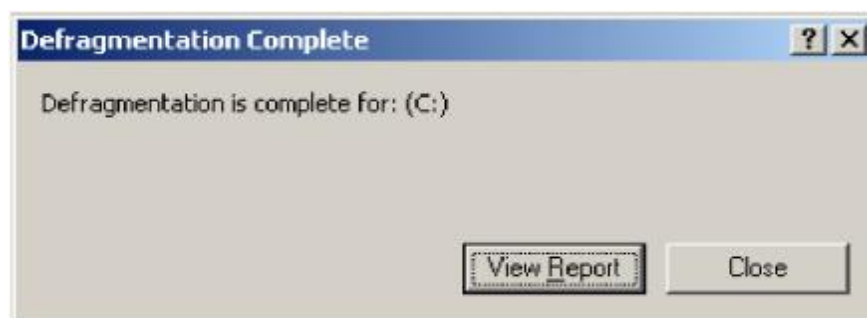 Defragmentation Complete
Defragmentation is complete for: (C:)
View Report Close